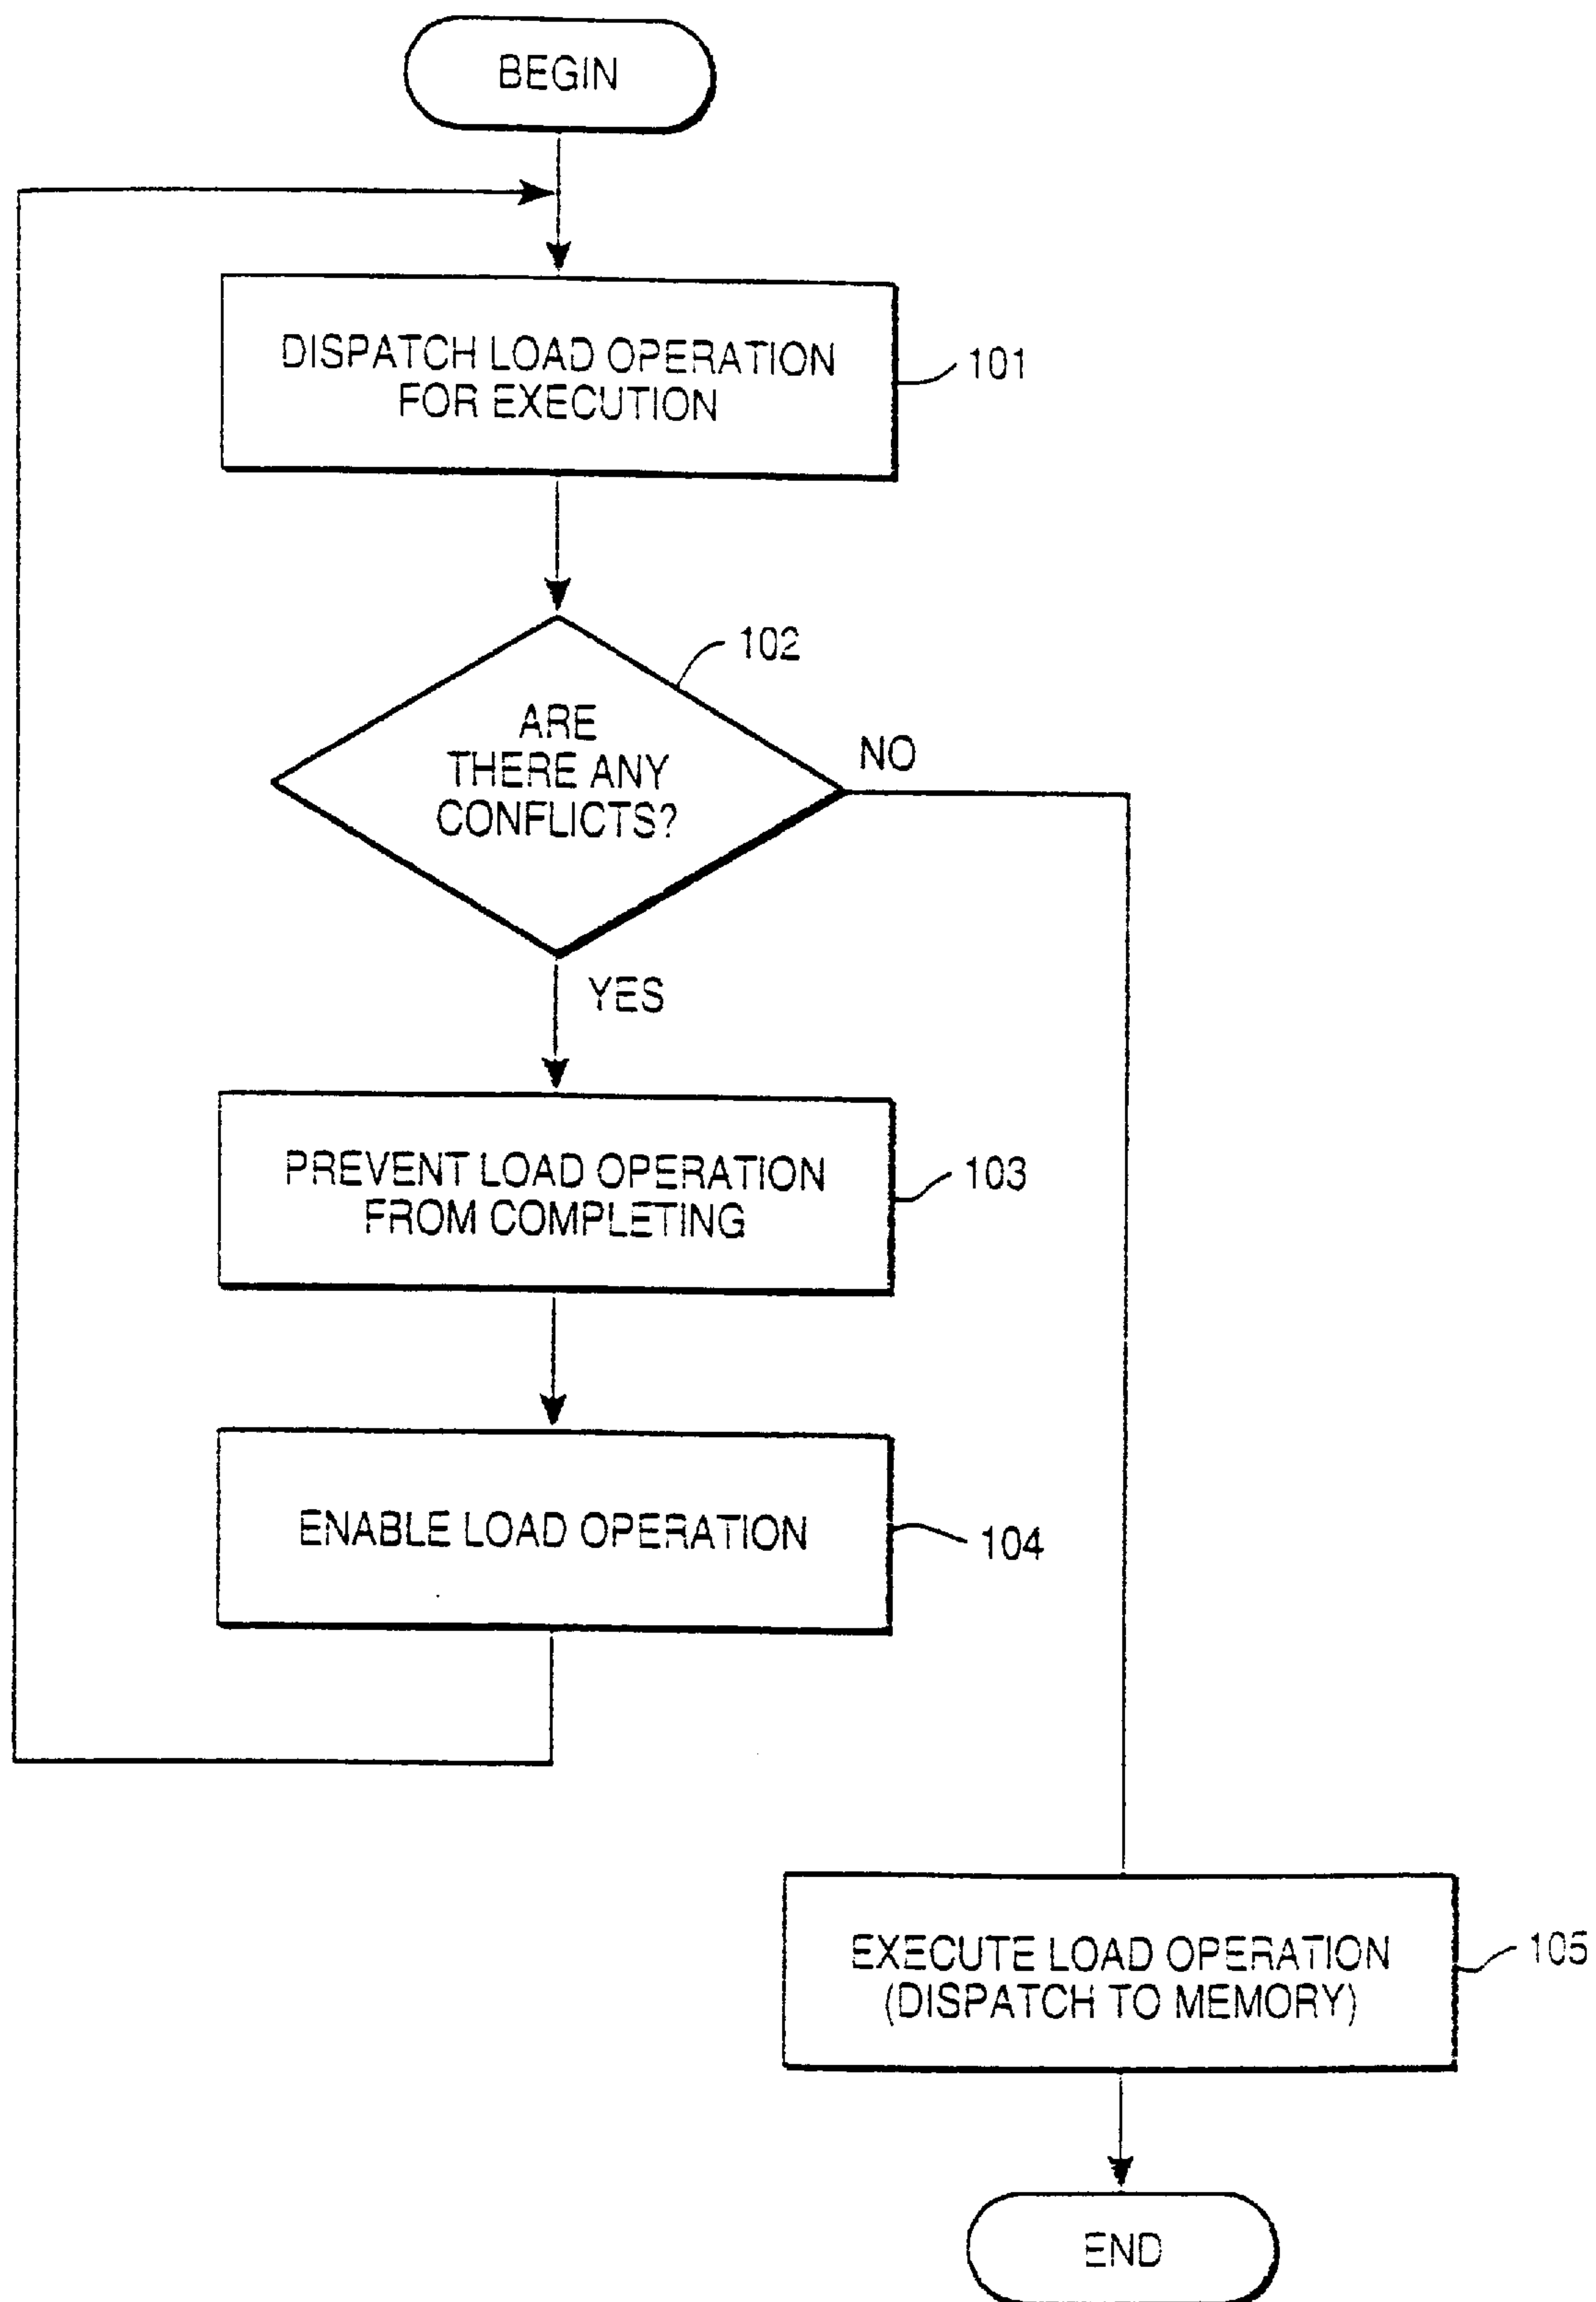 BEGIN
DISPATCH LOAD OPERATION
FOR EXECUTION
101
102
ARE
THERE ANY
CONFLICTS?
NO
YES
PREVENT LOAD OPERATION
FROM COMPLETING
103
ENABLE LOAD OPERATION
104
EXECUTE LOAD OPERATION
(DISPATCH TO MEMORY)
105
END